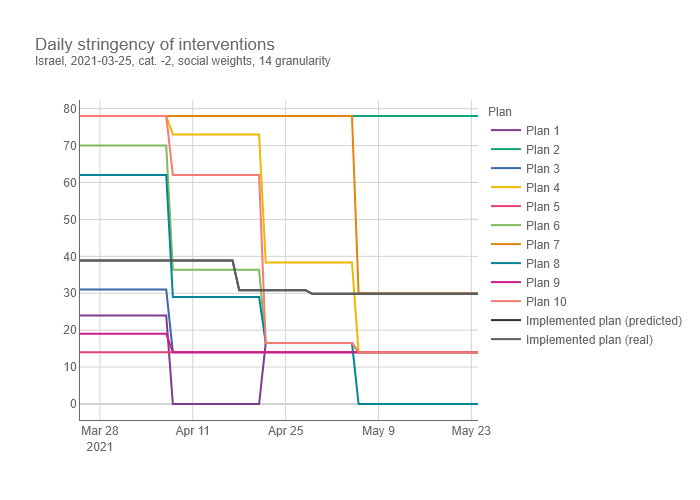 Daily stringency of interventions
Israel, 2021-03-25, cat. -2, social weights, 14 granularity
80
70
60
50
40
30
20
10
0
Mar 28
2021
Apr 11
Apr 25
May 9
May 23
Plan
Plan 1
Plan 2
Plan 3
Plan 4
Plan 5
Plan 6
Plan 7
Plan 8
Plan 9
Plan 10
Implemented plan (predicted)
Implemented plan (real)